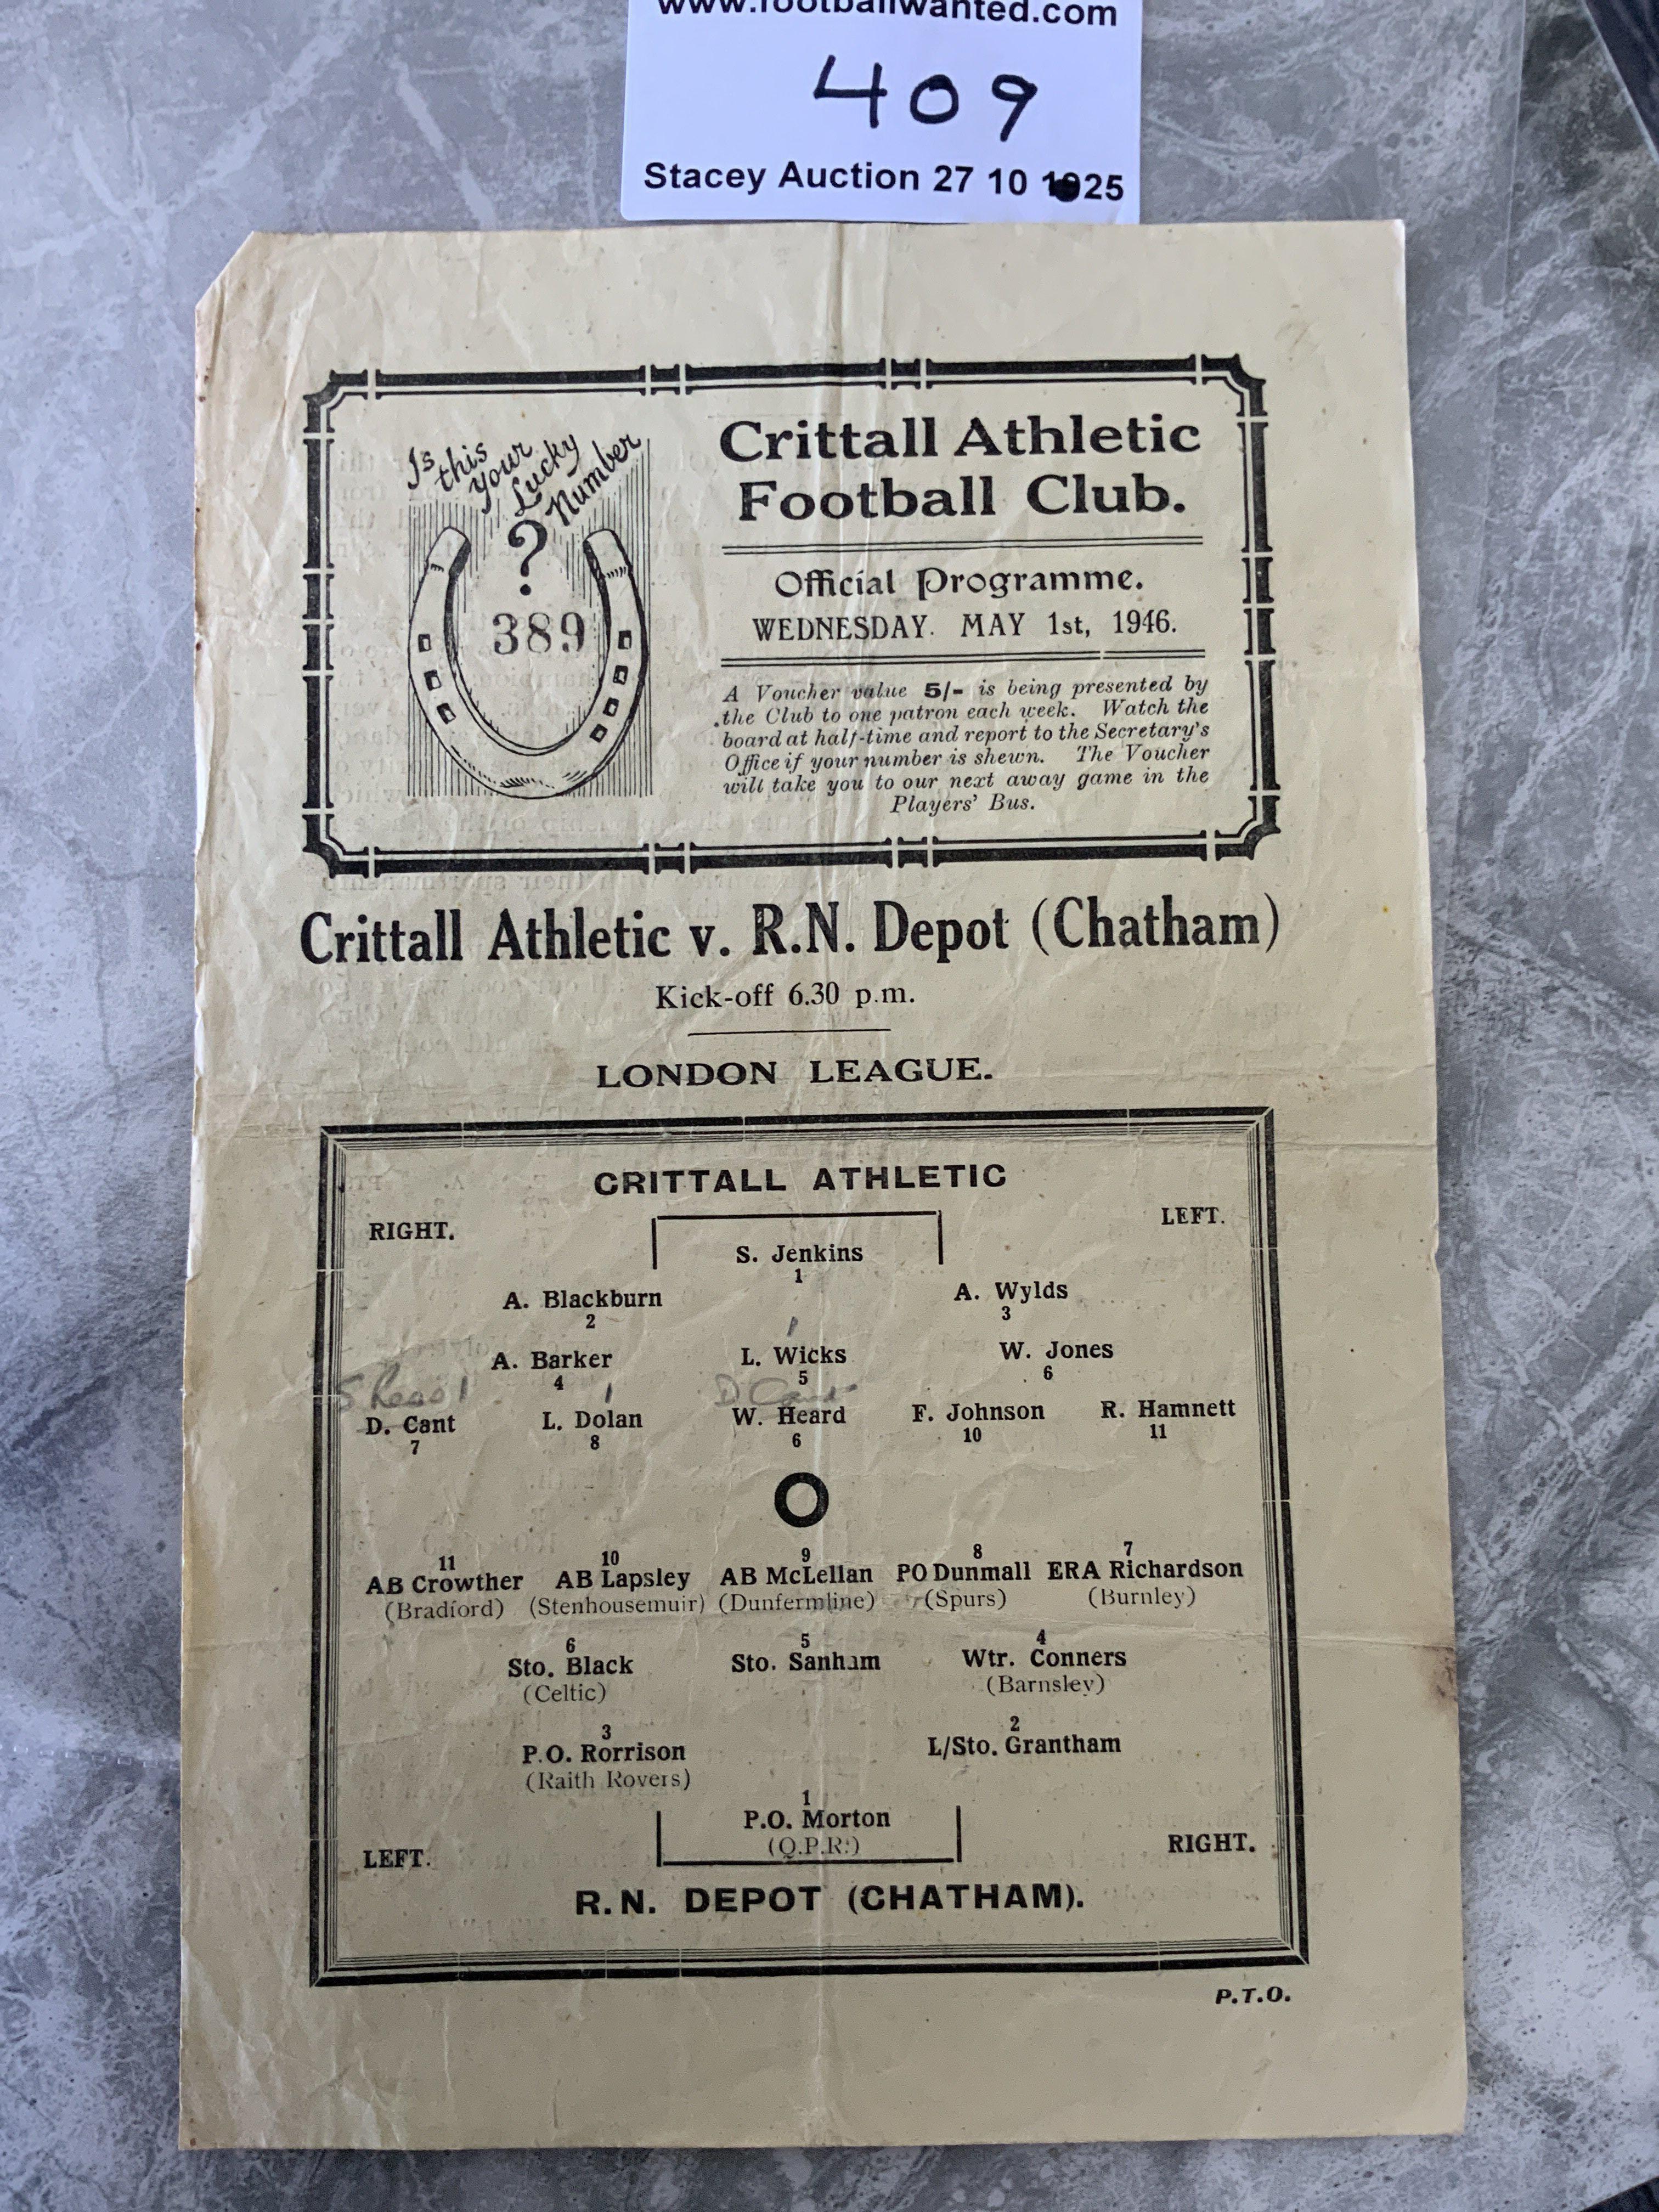 www.footballwanted.com
409
Stacey Auction 27 10 1925
Is this your Lucky Number
?
389
Crittall Athletic
Football Club.
Official Programme.
WEDNESDAY. MAY 1st, 1946.
A Voucher value 5/- is being presented by
the Club to one patron each week. Watch the
board at half-time and report to the Secretary's
Office if your number is shewn. The Voucher
will take you to our next away game in the
Players' Bus.
Crittall Athletic v. R.N. Depot (Chatham)
Kick-off 6.30 p.m.
LONDON LEAGUE.
CRITTALL ATHLETIC
RIGHT. LEFT.
S. Jenkins
1
A. Blackburn A. Wylds
2 3
A. Barker L. Wicks W. Jones
4 5 6
D Cant
D. Cant L. Dolan W. Heard F. Johnson R. Hamnett
7 8 6 10 11
O
11 10 9 8 7
AB Crowther AB Lapsley AB McLellan PO Dunmall ERA Richardson
(Bradford) (Stenhousemuir) (Dunfermline) (Spurs) (Burnley)
6 5 4
Sto. Black Sto. Sanham Wtr. Conners
(Celtic) (Barnsley)
3 2
P.O. Rorrison L/Sto. Grantham
(Raith Rovers)
1
P.O. Morton
(Q.P.R.)
LEFT. RIGHT.
R.N. DEPOT (CHATHAM).
P.T.O.